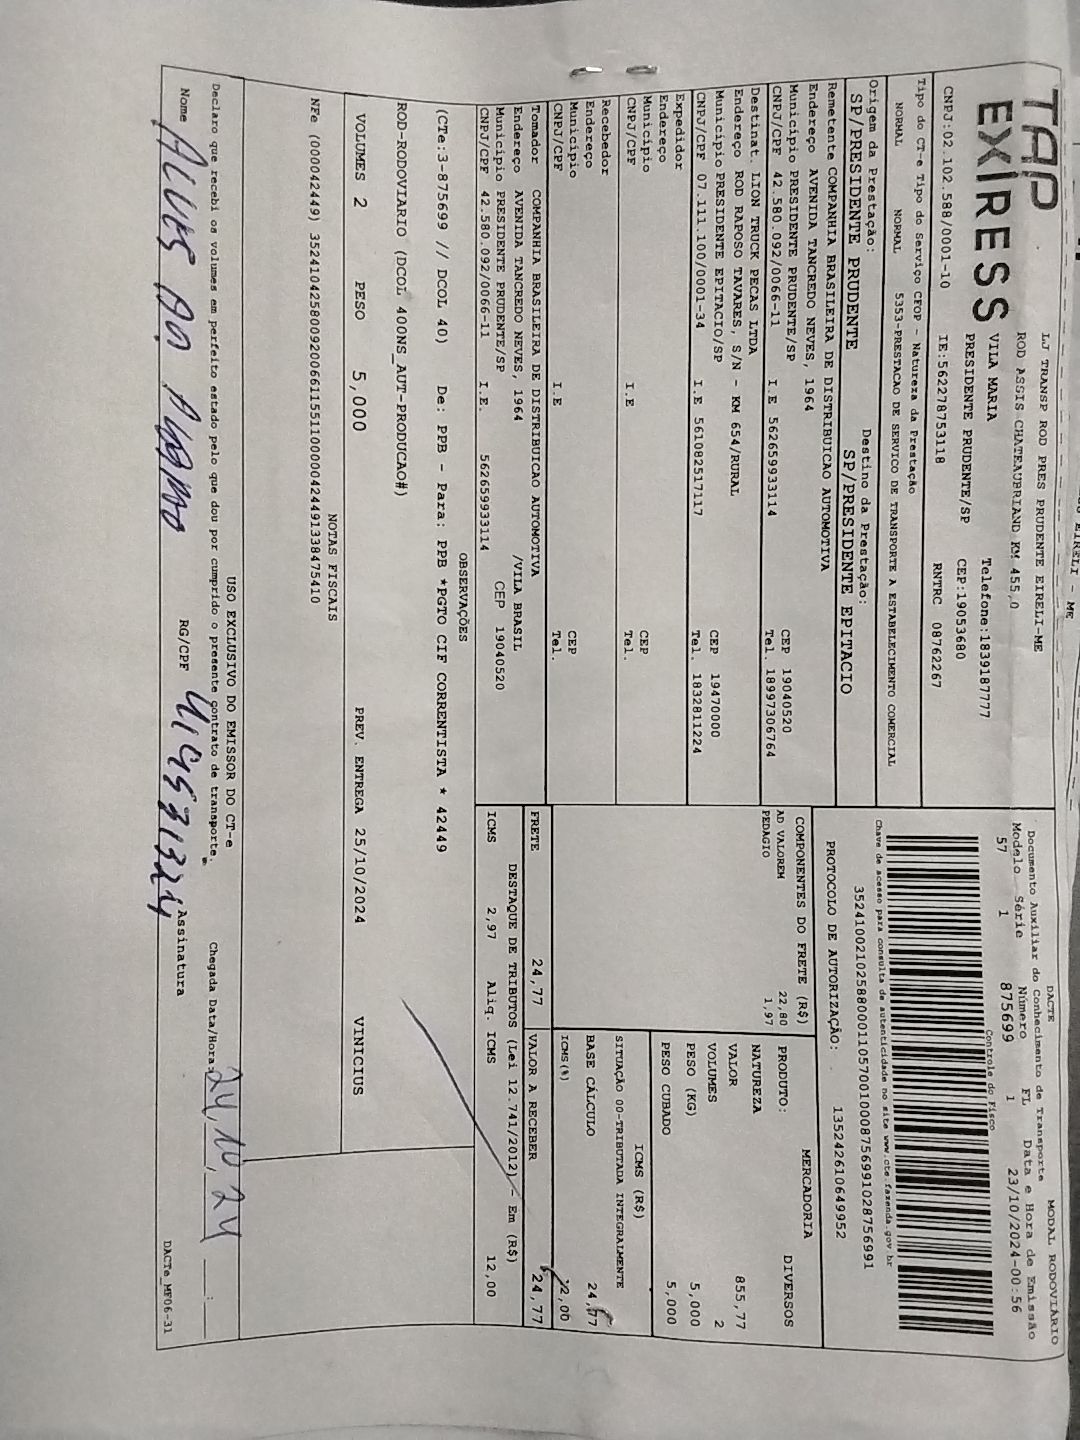 TAP EXIRESS
LJ TRANSP ROD PRES PRUDENTE EIRELI-ME
ROD ASSIS CHATEAUBRIAND KM 455,0
VILA MARIA Telefone:1839187777
PRESIDENTE PRUDENTE/SP CEP:19053680
CNPJ:02.102.588/0001-10 IE:562278753118 RNTRC 08762267
DACTE MODAL RODOVIÁRIO
Documento Auxiliar do Conhecimento de Transporte
Modelo Série Número FL Data e Hora de Emissão
57 1 875699 1 23/10/2024-00:56
Controle do Fisco
Chave de acesso para consulta de autenticidade no site www.cte.fazenda.gov.br
PROTOCOLO DE AUTORIZAÇÃO: 135242610649952
Tipo do CT-e Tipo do Serviço CFOP - Natureza da Prestação
NORMAL NORMAL 5353-PRESTACAO DE SERVICO DE TRANSPORTE A ESTABELECIMENTO COMERCIAL
Origem da Prestação: Destino da Prestação:
SP/PRESIDENTE PRUDENTE SP/PRESIDENTE EPITACIO
Remetente COMPANHIA BRASILEIRA DE DISTRIBUICAO AUTOMOTIVA
Endereço AVENIDA TANCREDO NEVES, 1964
Município PRESIDENTE PRUDENTE/SP CEP 19040520
CNPJ/CPF 42.580.092/0066-11 I.E 562659933114 Tel. 18997306764
Destinat. LION TRUCK PECAS LTDA
Endereço ROD RAPOSO TAVARES, S/N - KM 654/RURAL
Município PRESIDENTE EPITACIO/SP CEP 19470000
CNPJ/CPF 07.111.100/0001-34 I.E 561082517117 Tel. 1832811224
Expedidor
Endereço
Município CEP
CNPJ/CPF I.E Tel.
Recebedor
Endereço
Município CEP
CNPJ/CPF I.E Tel.
Tomador COMPANHIA BRASILEIRA DE DISTRIBUICAO AUTOMOTIVA
Endereço AVENIDA TANCREDO NEVES, 1964 /VILA BRASIL
Município PRESIDENTE PRUDENTE/SP CEP 19040520
CNPJ/CPF 42.580.092/0066-11 I.E. 562659933114
COMPONENTES DO FRETE (R$)
AD VALOREM 22,80
PEDAGIO 1,97
MERCADORIA
PRODUTO: DIVERSOS
NATUREZA
VALOR 855,77
VOLUMES 2
PESO (KG) 5,000
PESO CUBADO 5,000
ICMS (R$)
SITUAÇÃO 00-TRIBUTADA INTEGRALMENTE
BASE CÁLCULO 24,77
ICMS(%) 12,00
FRETE 24,77 VALOR A RECEBER 24,77
DESTAQUE DE TRIBUTOS (Lei 12.741/2012) - Em (R$)
ICMS 2,97 Aliq. ICMS 12,00
OBSERVAÇÕES
(CTe:3-875699 // DCOL 40) De: PPB - Para: PPB *PGTO CIF CORRENTISTA * 42449
ROD-RODOVIARIO (DCOL 400NS_AUT-PRODUCAO#)
VOLUMES 2 PESO 5,000 PREV. ENTREGA 25/10/2024 VINICIUS
NOTAS FISCAIS
NFe (000042449)
USO EXCLUSIVO DO EMISSOR DO CT-e
Declaro que recebi os volumes em perfeito estado pelo que dou por cumprido o presente contrato de transporte.
Chegada Data/Hora: 24,10,24
Nome RG/CPF Assinatura
DACTe_MF06-31